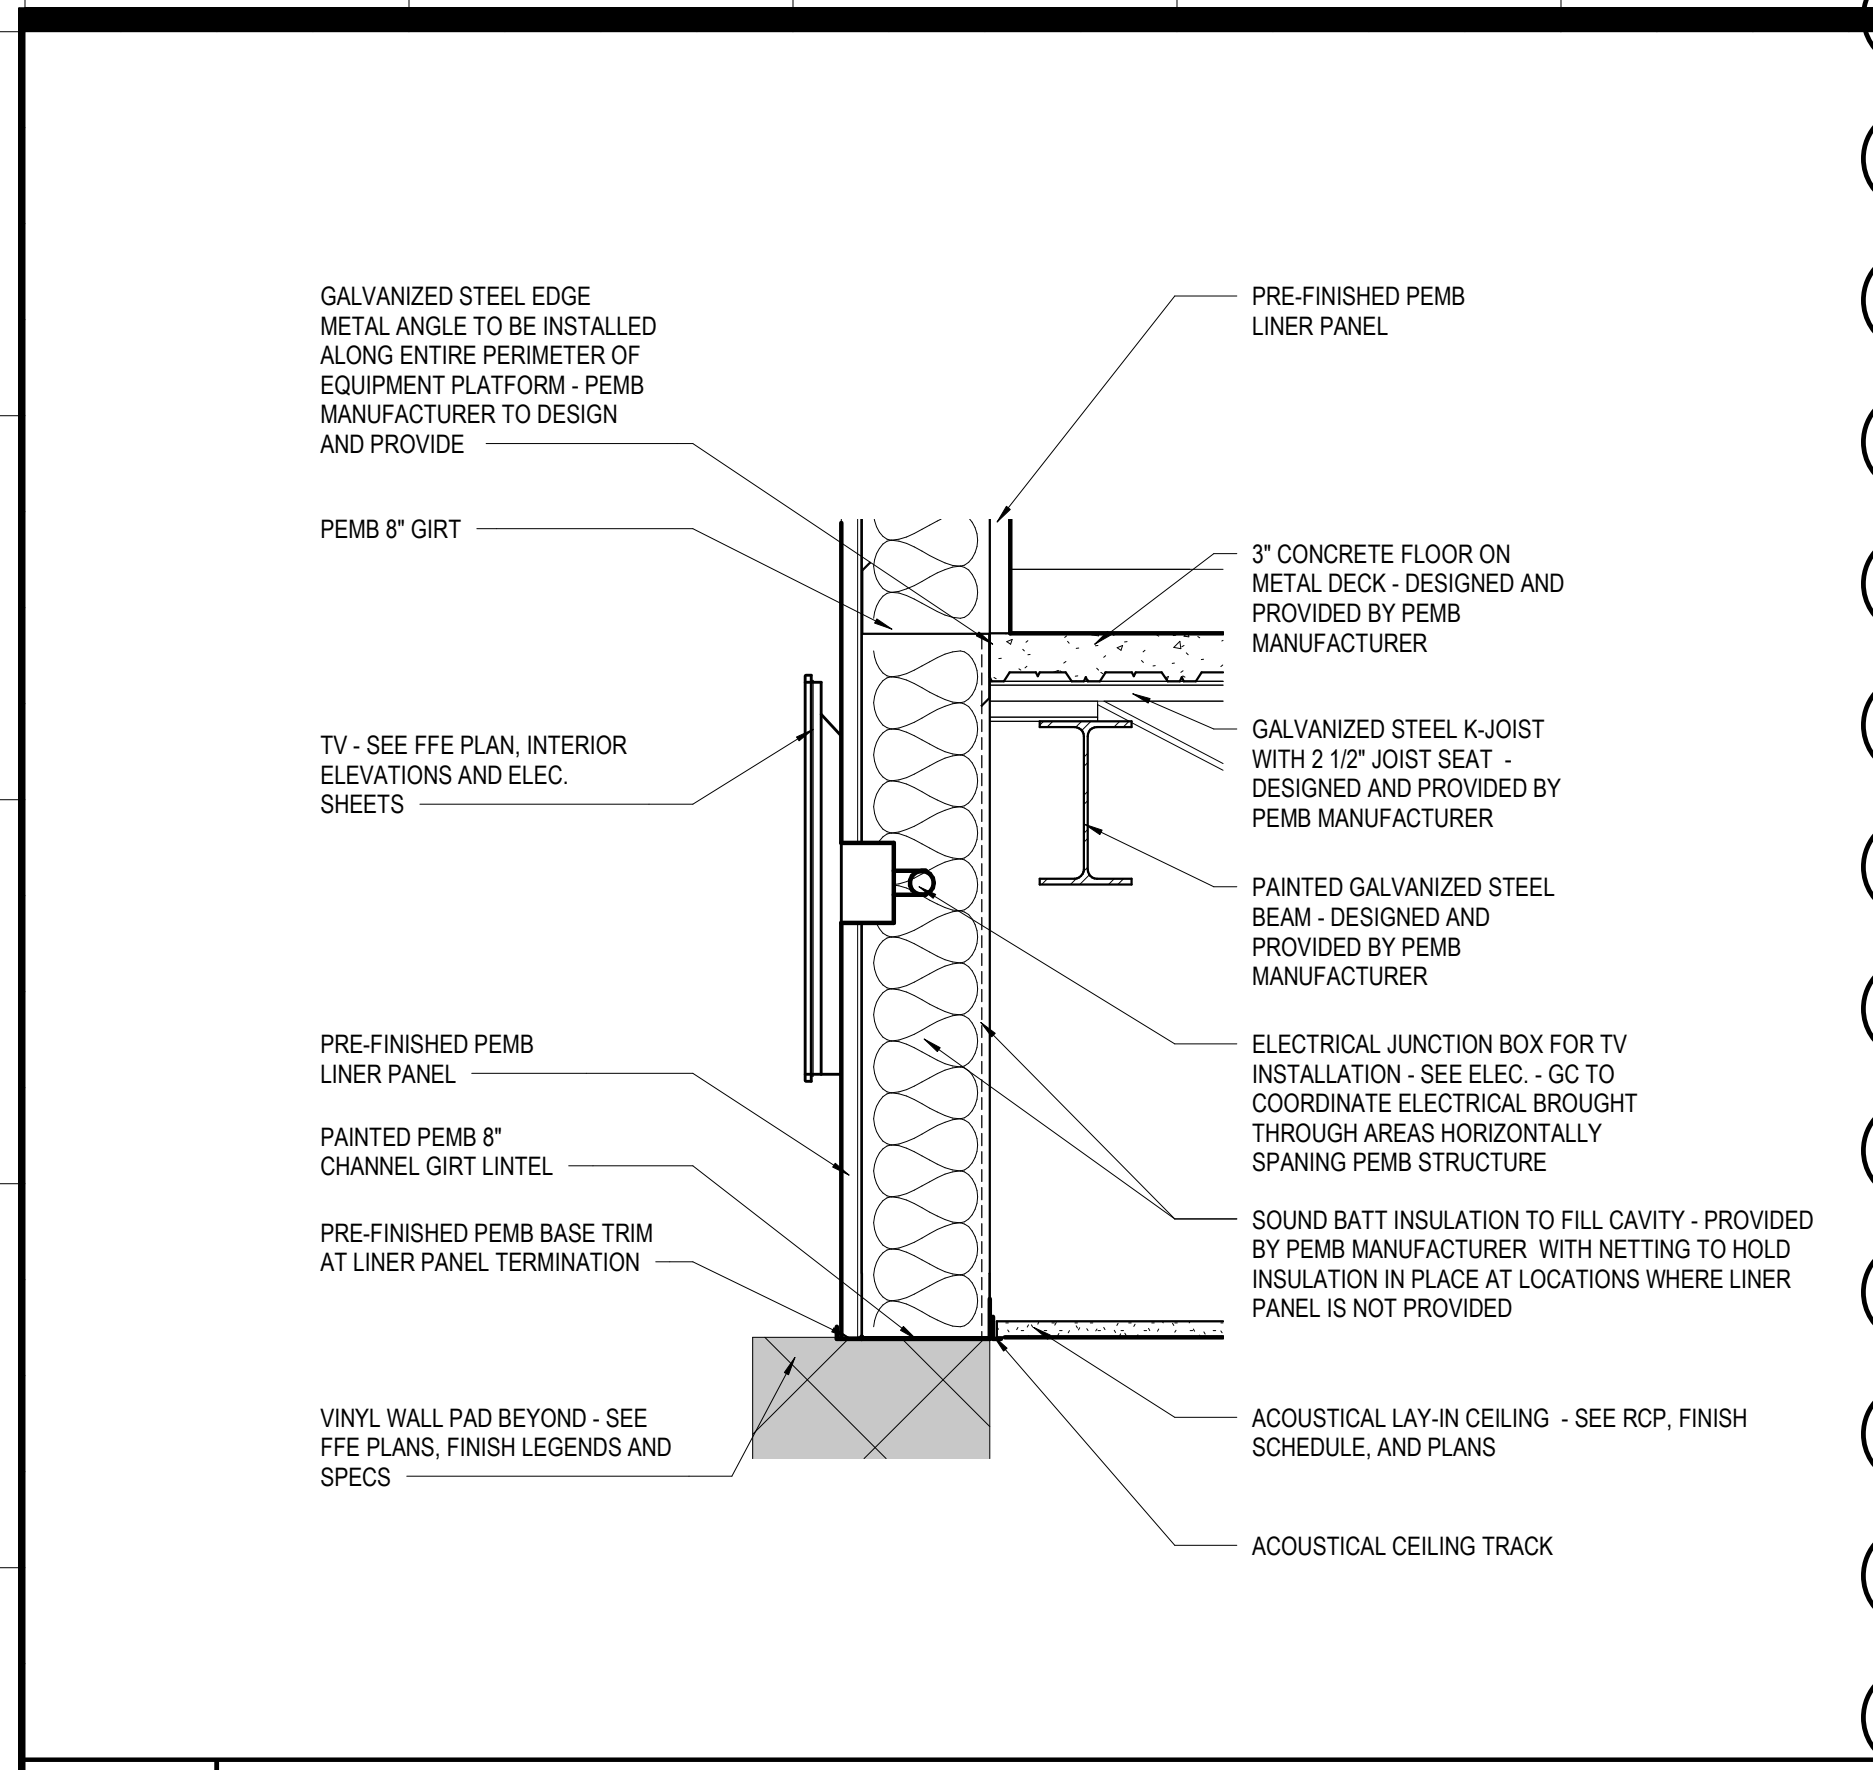 GALVANIZED STEEL EDGE
METAL ANGLE TO BE INSTALLED
ALONG ENTIRE PERIMETER OF
EQUIPMENT PLATFORM - PEMB
MANUFACTURER TO DESIGN
AND PROVIDE
PEMB 8" GIRT
TV - SEE FFE PLAN, INTERIOR
ELEVATIONS AND ELEC.
SHEETS
PRE-FINISHED PEMB
LINER PANEL
PAINTED PEMB 8"
CHANNEL GIRT LINTEL
PRE-FINISHED PEMB BASE TRIM
AT LINER PANEL TERMINATION
VINYL WALL PAD BEYOND - SEE
FFE PLANS, FINISH LEGENDS AND
SPECS
PRE-FINISHED PEMB
LINER PANEL
3" CONCRETE FLOOR ON
METAL DECK - DESIGNED AND
PROVIDED BY PEMB
MANUFACTURER
GALVANIZED STEEL K-JOIST
WITH 2 1/2" JOIST SEAT -
DESIGNED AND PROVIDED BY
PEMB MANUFACTURER
PAINTED GALVANIZED STEEL
BEAM - DESIGNED AND
PROVIDED BY PEMB
MANUFACTURER
ELECTRICAL JUNCTION BOX FOR TV
INSTALLATION - SEE ELEC. - GC TO
COORDINATE ELECTRICAL BROUGHT
THROUGH AREAS HORIZONTALLY
SPANING PEMB STRUCTURE
SOUND BATT INSULATION TO FILL CAVITY - PROVIDED
BY PEMB MANUFACTURER WITH NETTING TO HOLD
INSULATION IN PLACE AT LOCATIONS WHERE LINER
PANEL IS NOT PROVIDED
ACOUSTICAL LAY-IN CEILING - SEE RCP, FINISH
SCHEDULE, AND PLANS
ACOUSTICAL CEILING TRACK